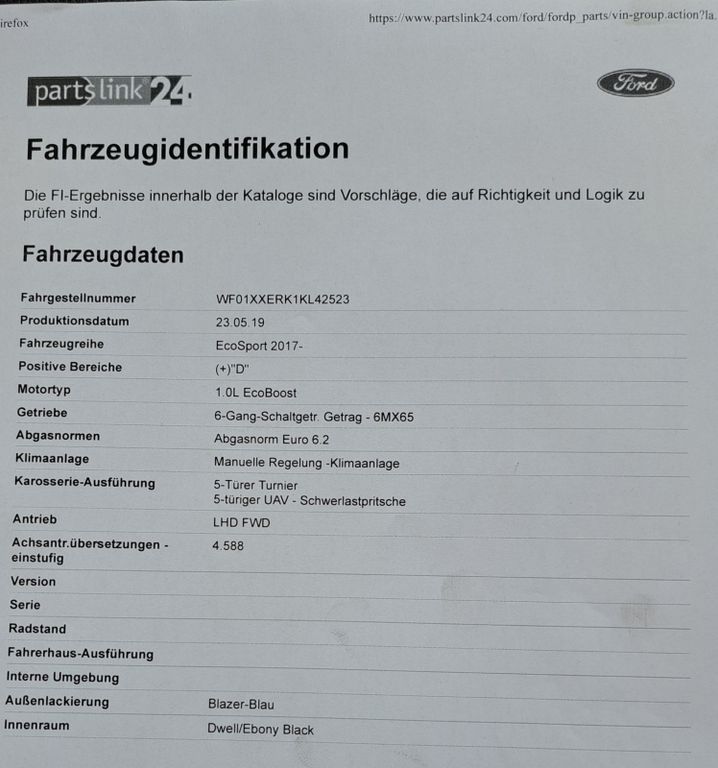 irefox
https://www.partslink24.com/ford/fordp_parts/vin-group.action?la.
partslink24.
Ford
Fahrzeugidentifikation
Die FI-Ergebnisse innerhalb der Kataloge sind Vorschläge, die auf Richtigkeit und Logik zu
prüfen sind.
Fahrzeugdaten
Fahrgestellnummer WF01XXERK1KL42523
Produktionsdatum 23.05.19
Fahrzeugreihe EcoSport 2017-
Positive Bereiche (+)"D"
Motortyp 1.0L EcoBoost
Getriebe 6-Gang-Schaltgetr. Getrag - 6MX65
Abgasnormen Abgasnorm Euro 6.2
Klimaanlage Manuelle Regelung -Klimaanlage
Karosserie-Ausführung 5-Türer Turnier
5-türiger UAV - Schwerlastpritsche
Antrieb LHD FWD
Achsantr.übersetzungen - 4.588
einstufig
Version
Serie
Radstand
Fahrerhaus-Ausführung
Interne Umgebung
Außenlackierung Blazer-Blau
Innenraum Dwell/Ebony Black